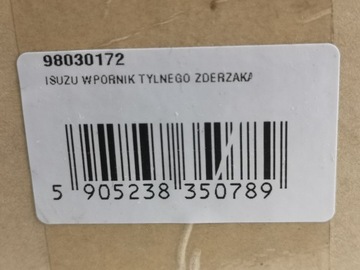 98030172
ISUZU WPORNIK TYLNEGO ZDERZAKA
5 905238 350789